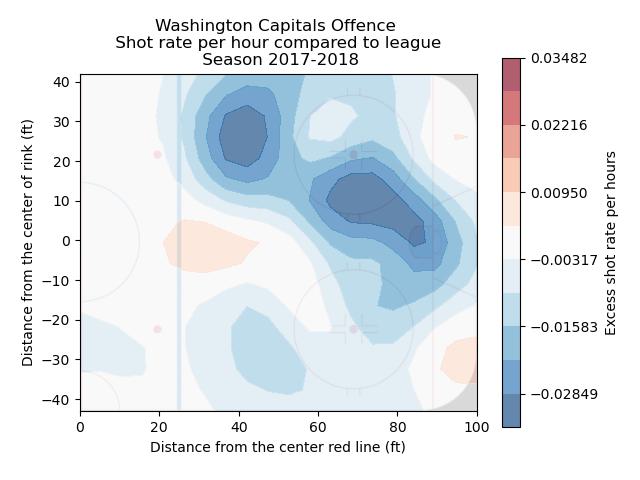 Washington Capitals Offence
Shot rate per hour compared to league
Season 2017-2018
40
30
20
10
0
−10
−20
−30
−40
Distance from the center of rink (ft)
0 20 40 60 80 100
Distance from the center red line (ft)
0.03482
0.02216
0.00950
−0.00317
−0.01583
−0.02849
Excess shot rate per hours